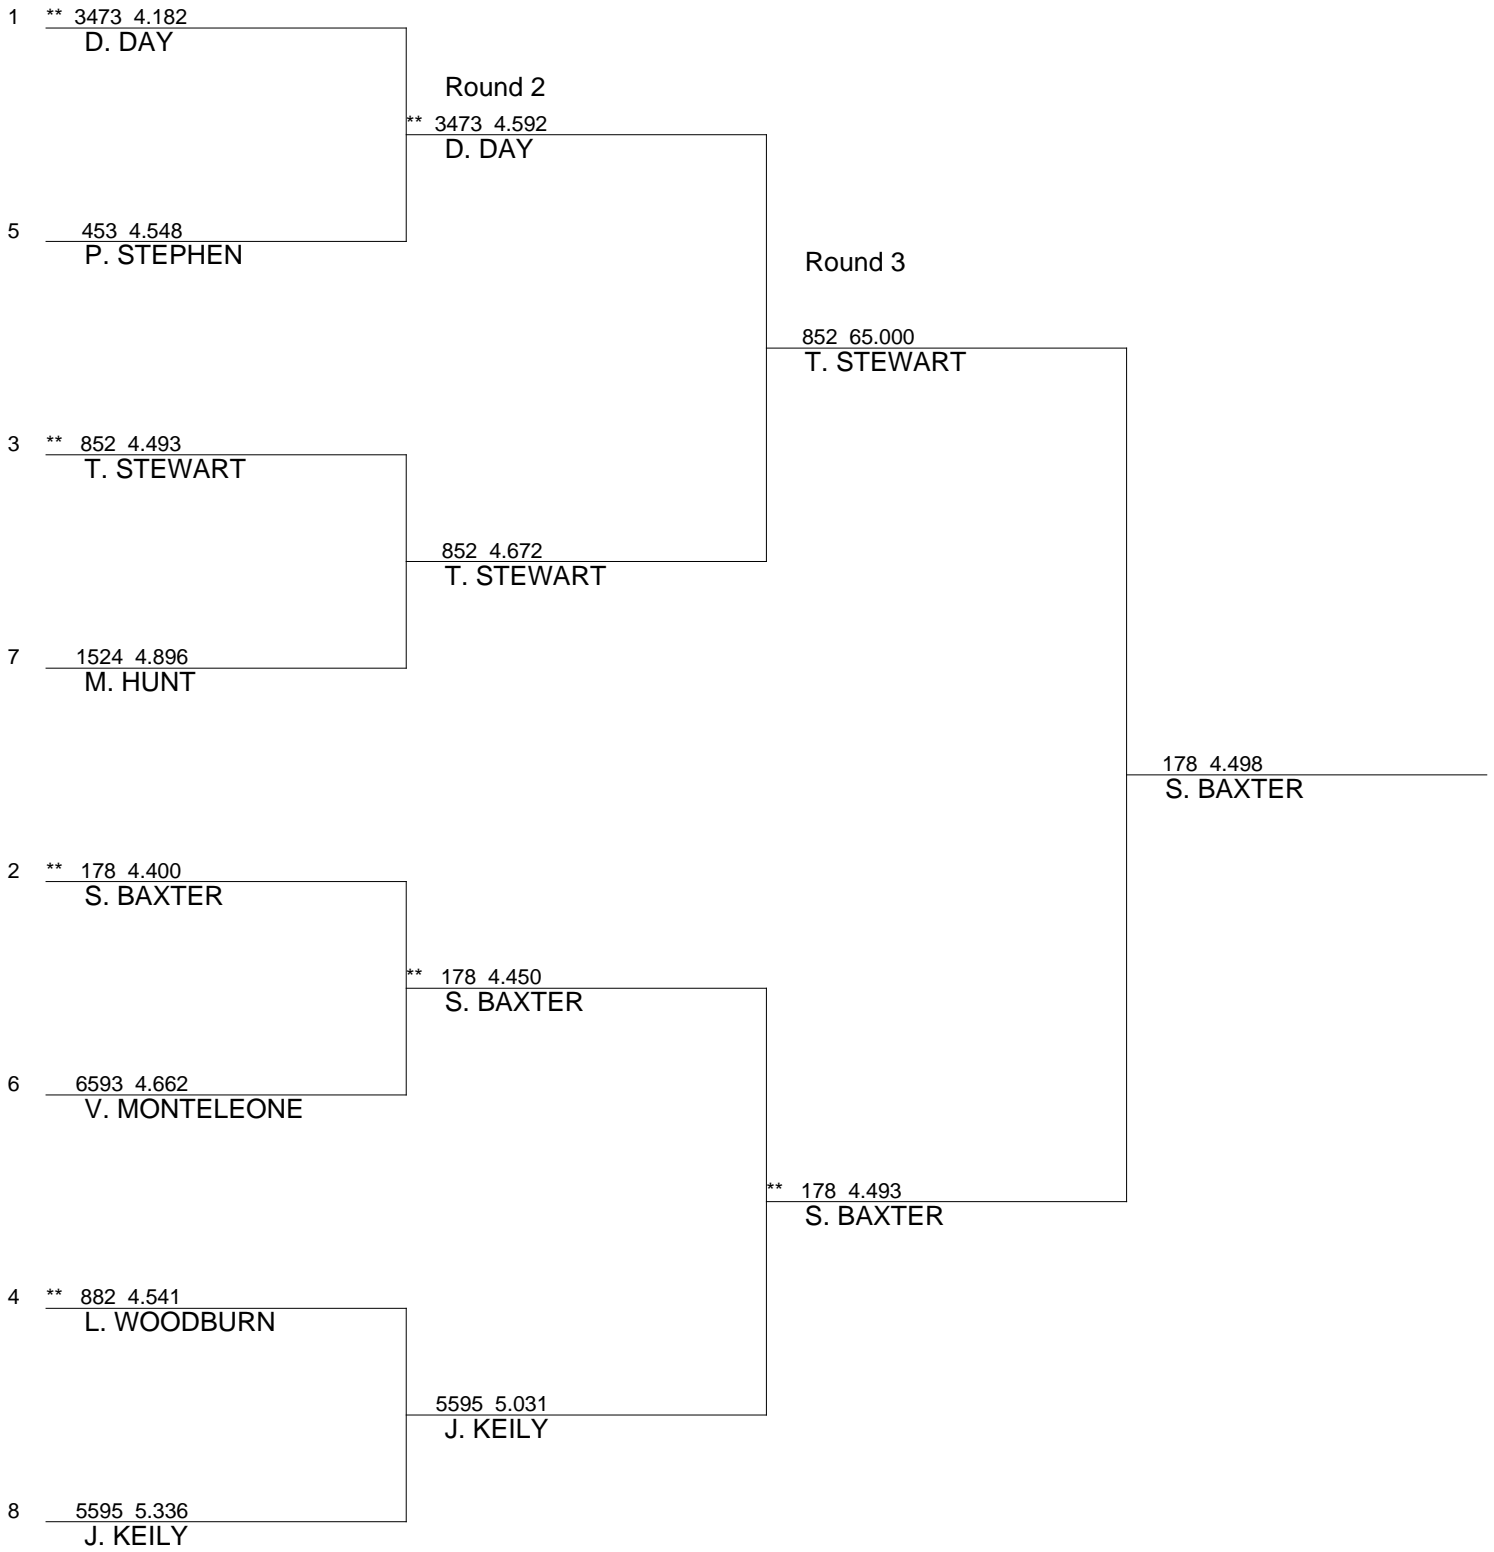 1 ** 3473 4.182
D. DAY
Round 2
** 3473 4.592
D. DAY
5 453 4.548
P. STEPHEN
Round 3
852 65.000
T. STEWART
3 ** 852 4.493
T. STEWART
852 4.672
T. STEWART
7 1524 4.896
M. HUNT
178 4.498
S. BAXTER
2 ** 178 4.400
S. BAXTER
** 178 4.450
S. BAXTER
6 6593 4.662
V. MONTELEONE
** 178 4.493
S. BAXTER
4 ** 882 4.541
L. WOODBURN
5595 5.031
J. KEILY
8 5595 5.336
J. KEILY